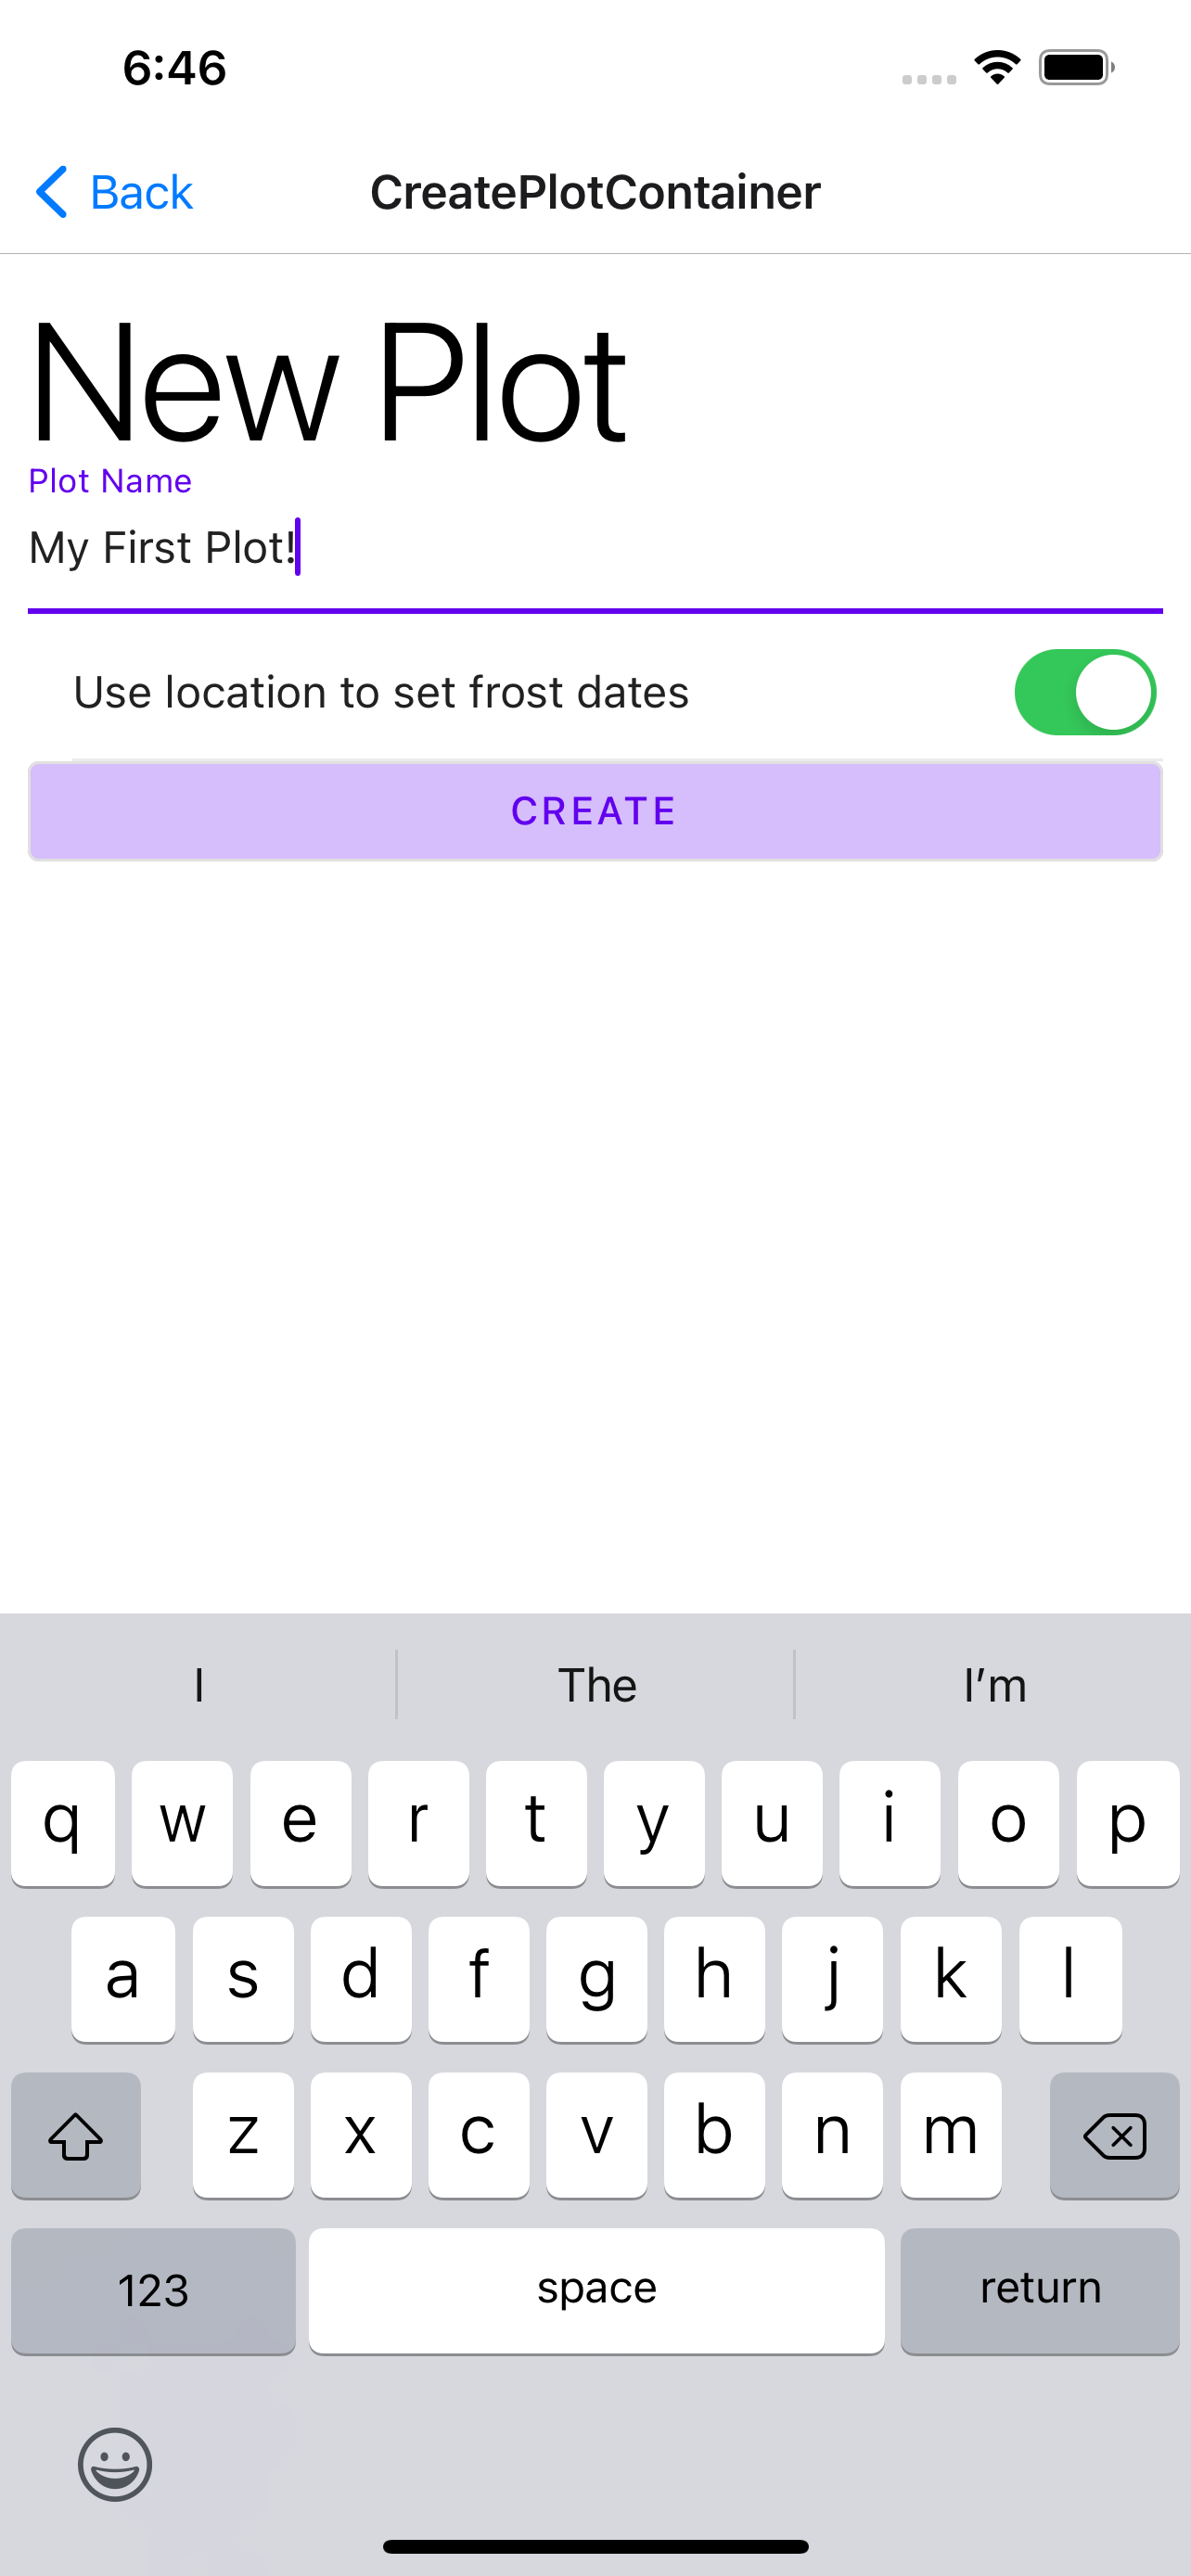 6:46
Back CreatePlotContainer
New Plot
Plot Name
My First Plot!
Use location to set frost dates
CREATE
I The I'm
q w e r t y u i o p
a s d f g h j k l
z x c v b n m
123 space return